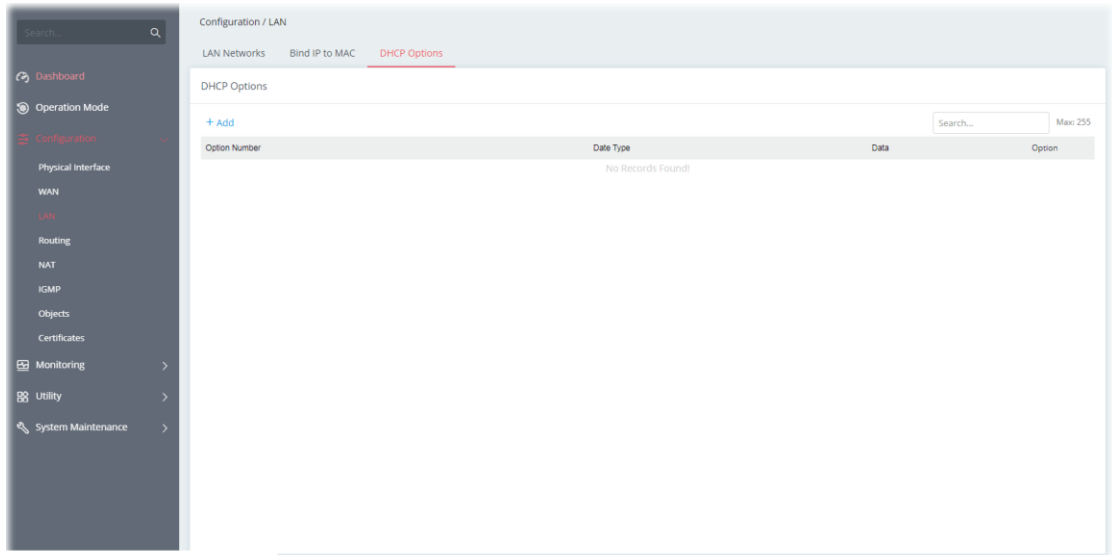 Search...
Dashboard
Operation Mode
Configuration
Physical Interface
WAN
LAN
Routing
NAT
IGMP
Objects
Certificates
Monitoring
Utility
System Maintenance
Configuration / LAN
LAN Networks Bind IP to MAC DHCP Options
DHCP Options
+ Add Search... Max: 255
Option Number Date Type Data Option
No Records Found!